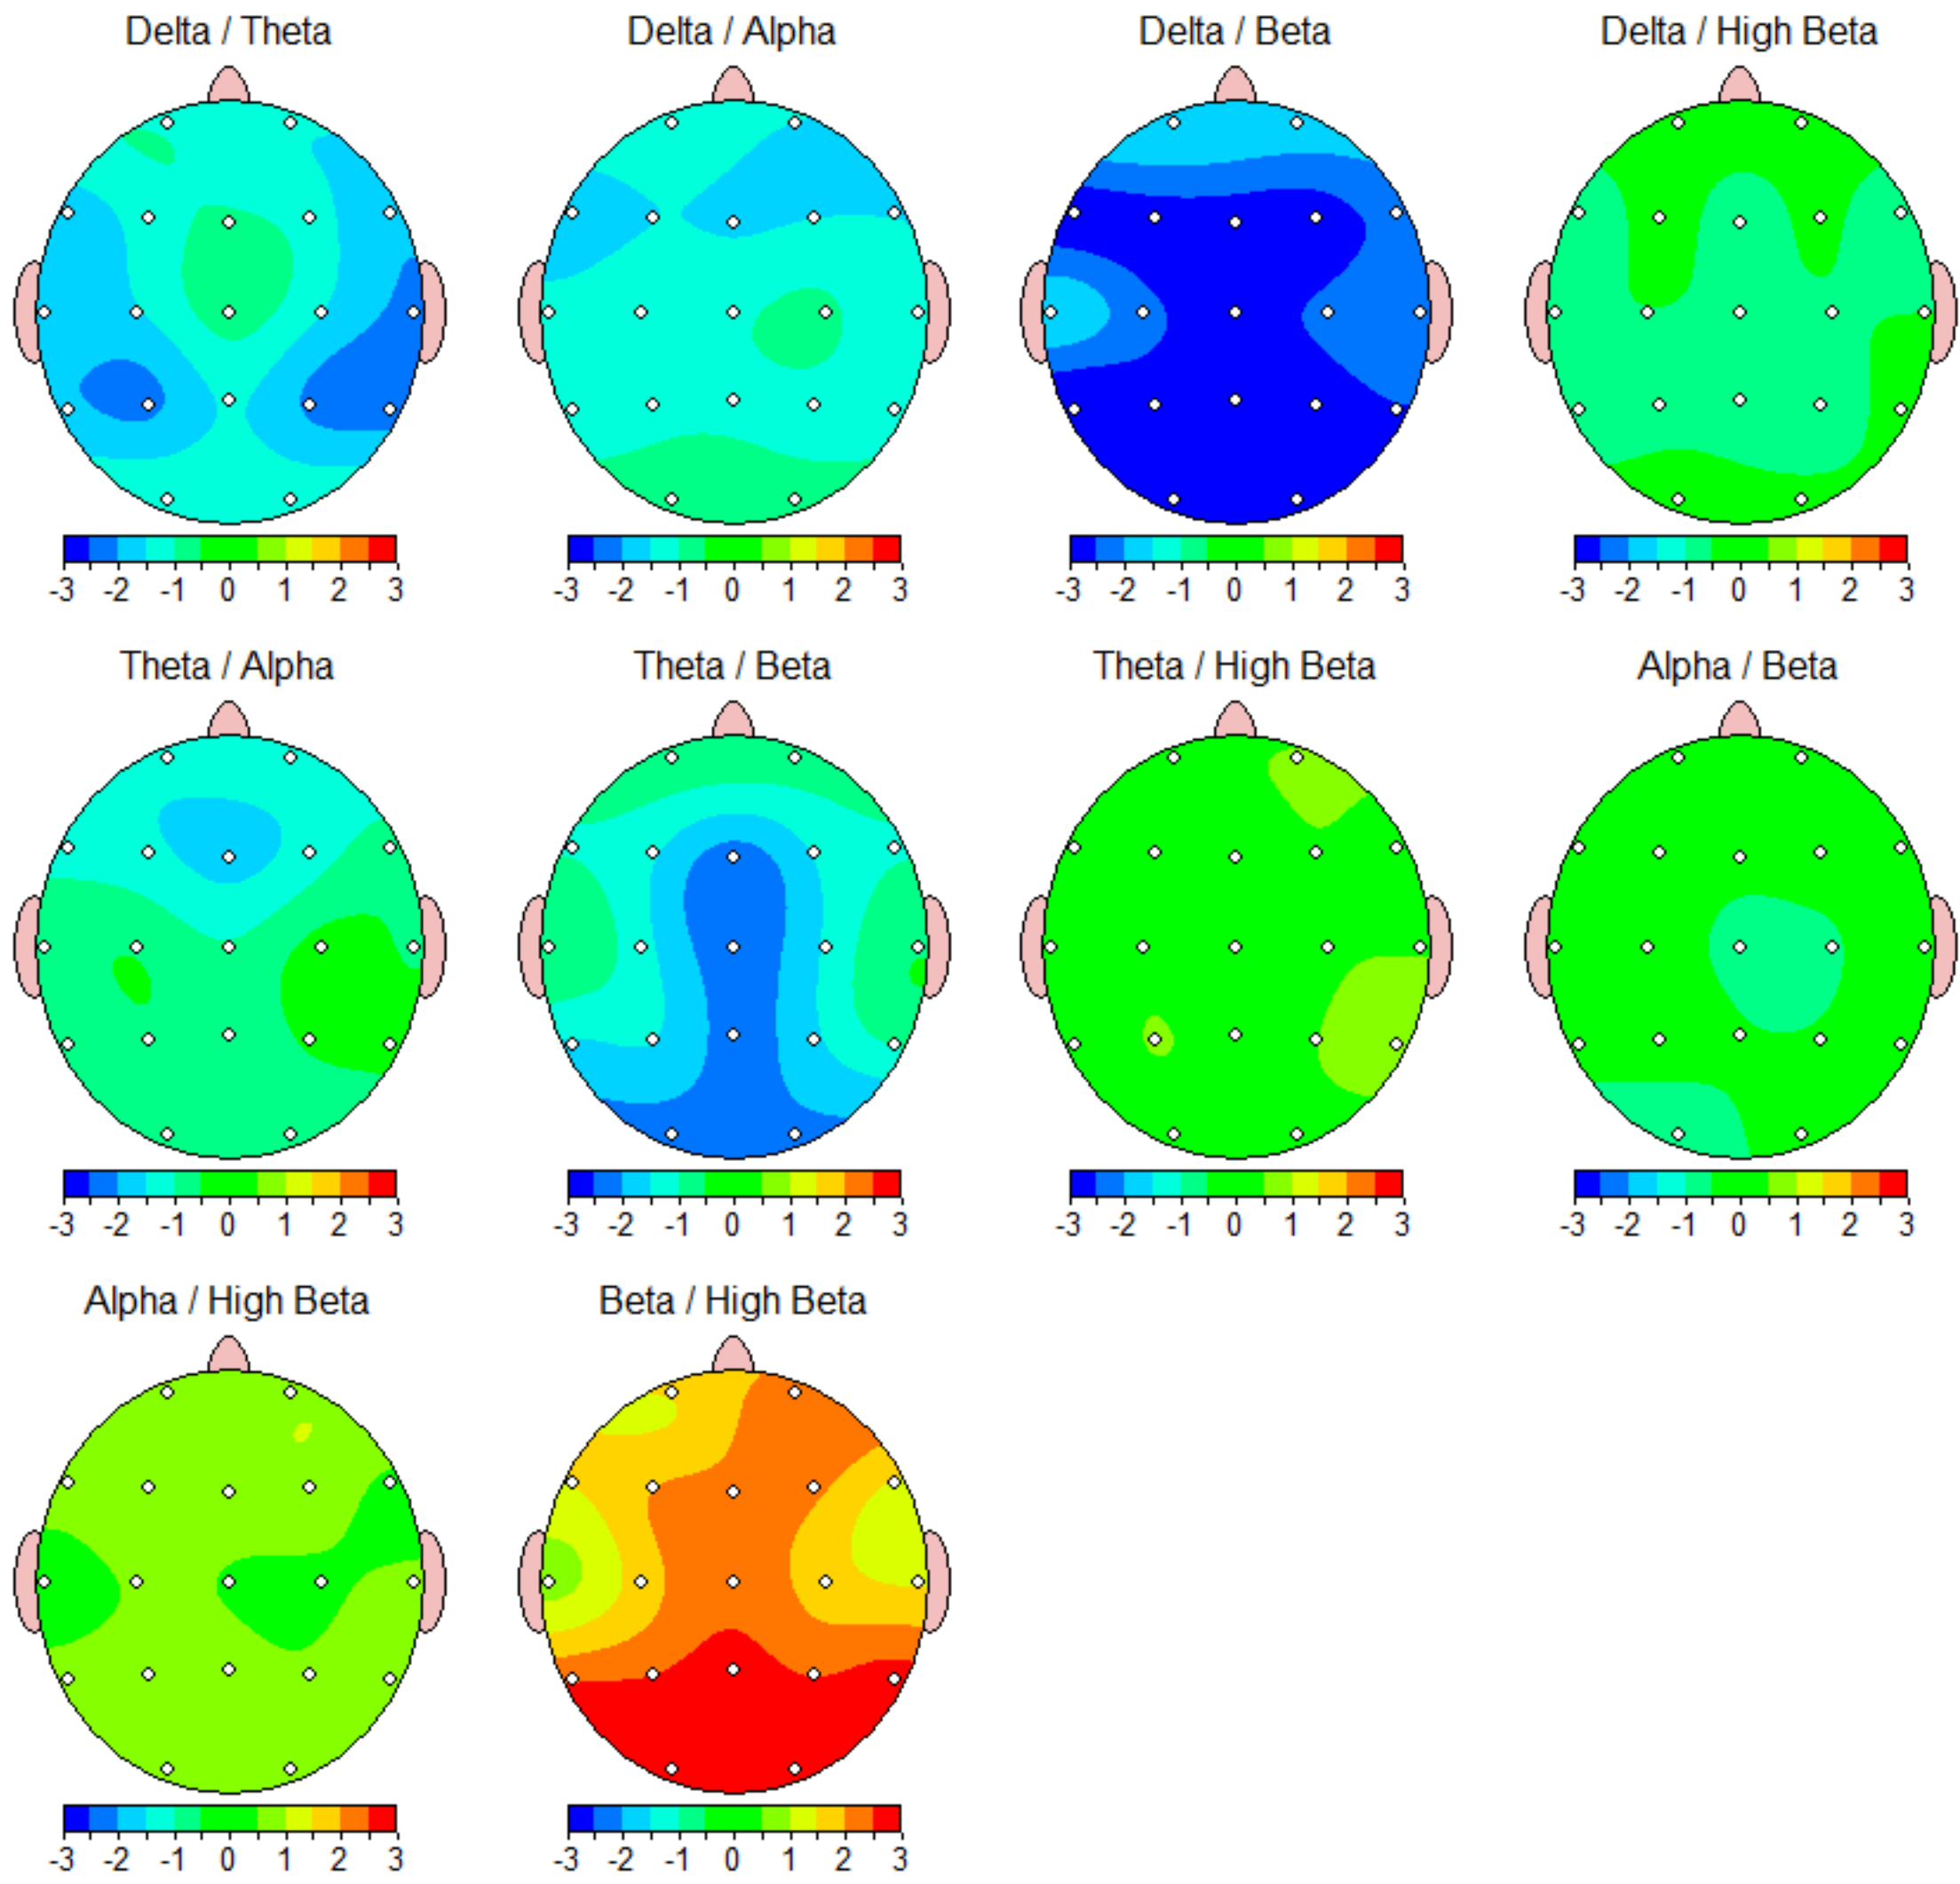 Delta / Theta Delta / Alpha Delta / Beta Delta / High Beta
-3 -2 -1 0 1 2 3 -3 -2 -1 0 1 2 3 -3 -2 -1 0 1 2 3 -3 -2 -1 0 1 2 3
Theta / Alpha Theta / Beta Theta / High Beta Alpha / Beta
-3 -2 -1 0 1 2 3 -3 -2 -1 0 1 2 3 -3 -2 -1 0 1 2 3 -3 -2 -1 0 1 2 3
Alpha / High Beta Beta / High Beta
-3 -2 -1 0 1 2 3 -3 -2 -1 0 1 2 3